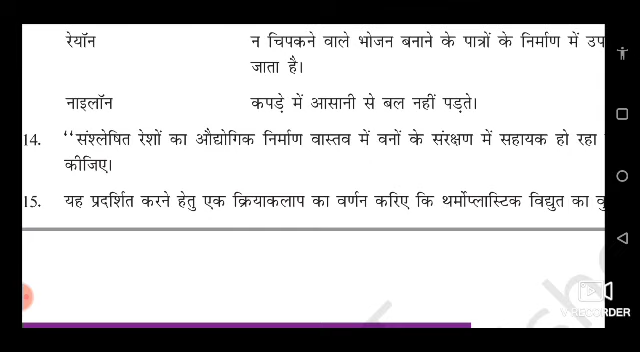 रेयॉन न चिपकने वाले भोजन बनाने के पात्रों के निर्माण में
जाता है।
नाइलॉन कपड़े में आसानी से बल नहीं पड़ते।
14. ‘‘संश्लेषित रेशों का औद्योगिक निर्माण वास्तव में वनों के संरक्षण में सहायक हो रहा
कीजिए।
15. यह प्रदर्शित करने हेतु एक क्रियाकलाप का वर्णन करिए कि थर्मोप्लास्टिक विद्युत का